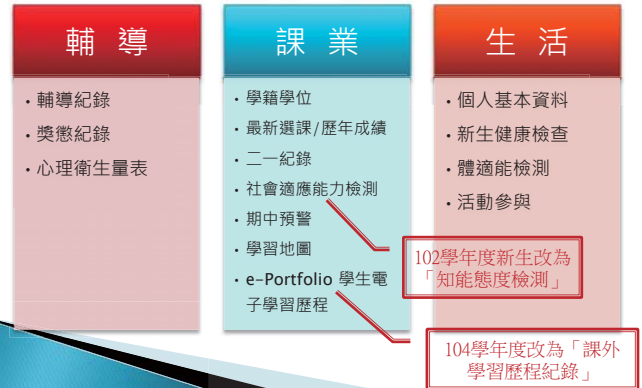 輔 導
• 輔導紀錄
• 獎懲紀錄
• 心理衛生量表
課 業
• 學籍學位
• 最新選課/歷年成績
• 二一紀錄
• 社會適應能力檢測
• 期中預警
• 學習地圖
• e-Portfolio 學生電
子學習歷程
生 活
• 個人基本資料
• 新生健康檢查
• 體適能檢測
• 活動參與
102學年度新生改為
「知能態度檢測」
104學年度改為「課外
學習歷程紀錄」